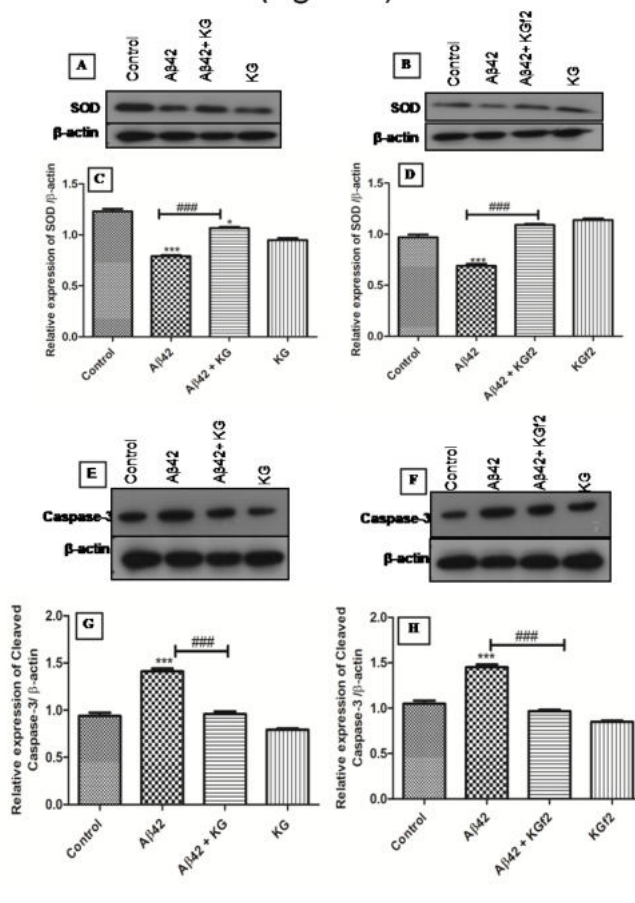 A
Control
Aβ42
Aβ42+ KG
KG
SOD
β-actin
B
Control
Aβ42
Aβ42+ KGf2
KG
SOD
β-actin
C
Relative expression of SOD /β-actin
1.5
1.0
0.5
0.0
***
###
*
Control
Aβ42
Aβ42 + KG
KG
D
Relative expression of SOD /β-actin
1.5
1.0
0.5
0.0
***
###
Control
Aβ42
Aβ42 + KGf2
KGf2
E
Control
Aβ42
Aβ42+ KG
KG
Caspase-3
β-actin
F
Control
Aβ42
Aβ42+ KGf2
KG
Caspase-3
β-actin
G
Relative expression of Cleaved
Caspase-3/ β-actin
2.0
1.5
1.0
0.5
0.0
***
###
Control
Aβ42
Aβ42 + KG
KG
H
Relative expression of Cleaved
Caspase-3 /β-actin
2.0
1.5
1.0
0.5
0.0
***
###
Control
Aβ42
Aβ42 + KGf2
KGf2